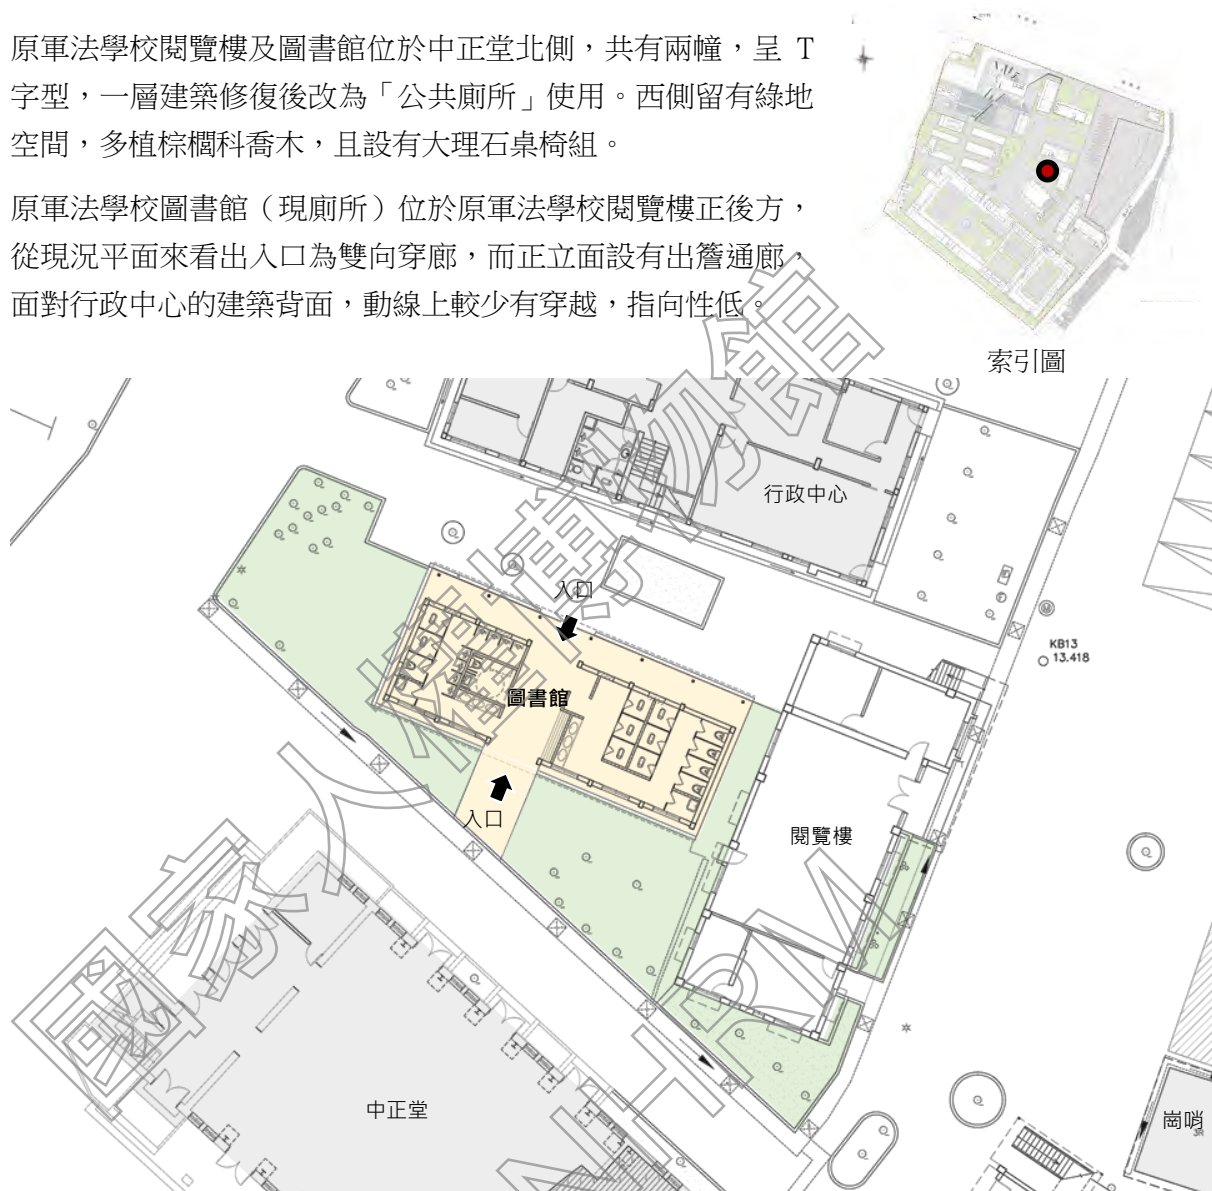 原軍法學校閱覽樓及圖書館位於中正堂北側，共有兩幢，呈 T
字型，一層建築修復後改為「公共廁所」使用。西側留有綠地
空間，多植棕櫚科喬木，且設有大理石桌椅組。
原軍法學校圖書館（現廁所）位於原軍法學校閱覽樓正後方，
從現況平面來看出入口為雙向穿廊，而正立面設有出簷通廊，
面對行政中心的建築背面，動線上較少有穿越，指向性低。
索引圖
行政中心
入口
KB13
13.418
圖書館
入口
閱覽樓
中正堂
崗哨
國家人權博物館